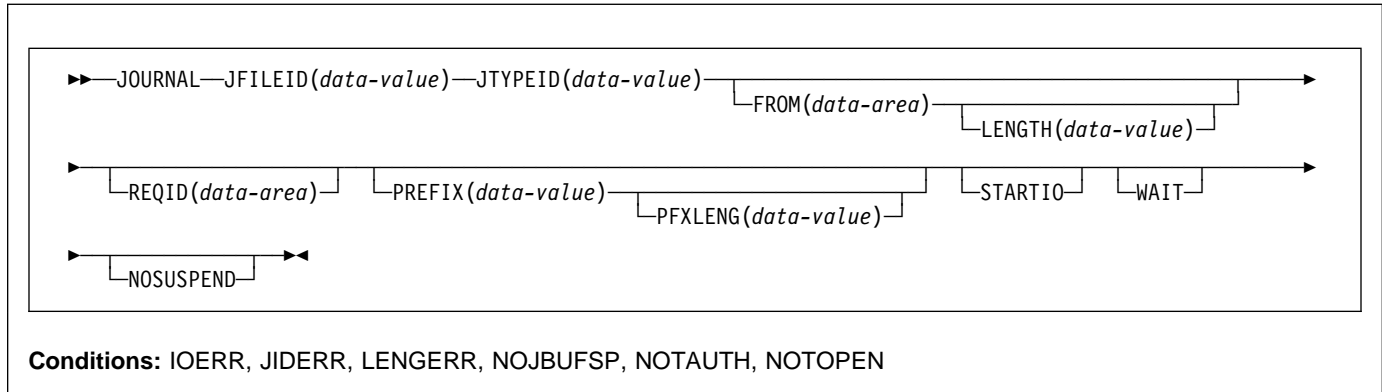 ►►──JOURNAL──JFILEID(data-value)──JTYPEID(data-value)──►
FROM(data-area)
LENGTH(data-value)
►──►
REQID(data-area) PREFIX(data-value) STARTIO WAIT
PFXLENG(data-value)
►──►◄
NOSUSPEND
Conditions: IOERR, JIDERR, LENGERR, NOJBUFSP, NOTAUTH, NOTOPEN